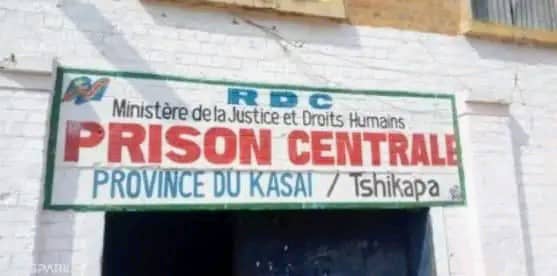 RDC
Ministère de la Justice et Droits Humains
PRISON CENTRALE
PROVINCE DU KASAI / Tshikapa